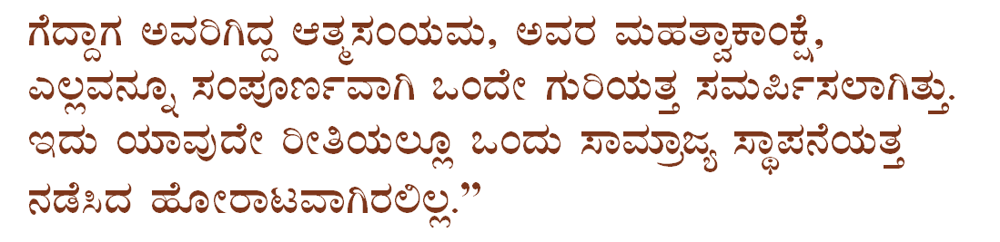 ಗೆದ್ದಾಗ ಅವರಿಗಿದ್ದ ಆತ್ಮಸಂಯಮ, ಅವರ ಮಹತ್ವಾಕಾಂಕ್ಷೆ,
ಎಲ್ಲವನ್ನೂ ಸಂಪೂರ್ಣವಾಗಿ ಒಂದೇ ಗುರಿಯತ್ತ ಸಮರ್ಪಿಸಲಾಗಿತ್ತು.
ಇದು ಯಾವುದೇ ರೀತಿಯಲ್ಲೂ ಒಂದು ಸಾಮ್ರಾಜ್ಯ ಸ್ಥಾಪನೆಯತ್ತ
ನಡೆಸಿದ ಹೋರಾಟವಾಗಿರಲಿಲ್ಲ.”